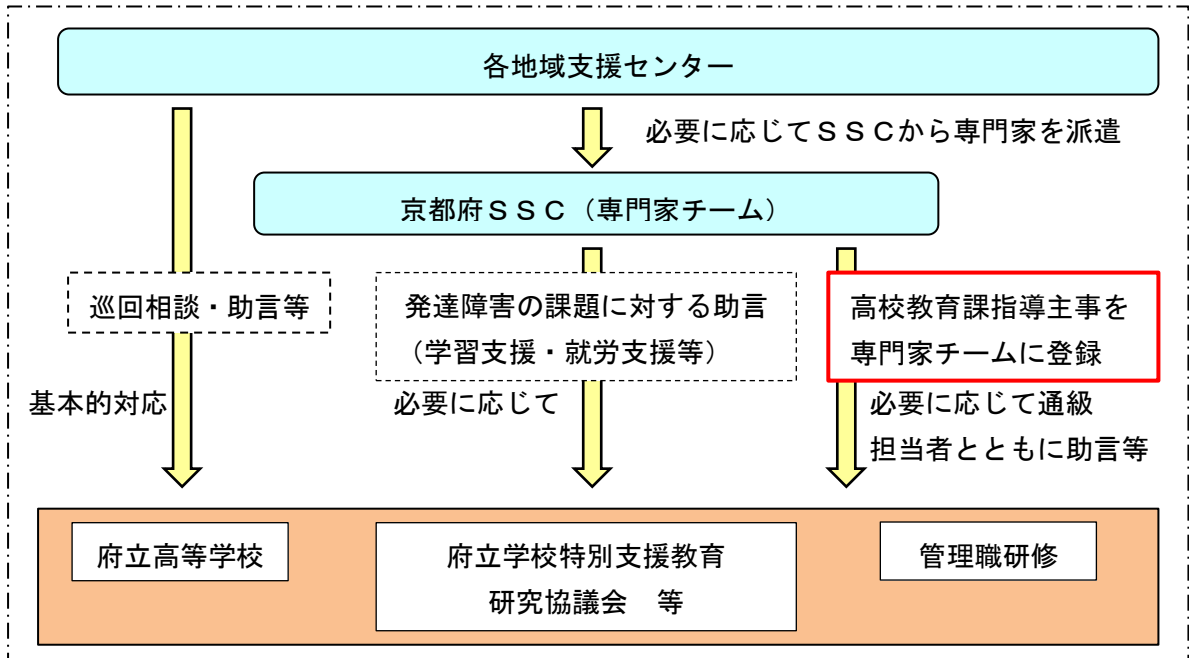 各地域支援センター
必要に応じてＳＳＣから専門家を派遣
京都府ＳＳＣ（専門家チーム）
巡回相談・助言等
発達障害の課題に対する助言
（学習支援・就労支援等）
高校教育課指導主事を
専門家チームに登録
基本的対応
必要に応じて
必要に応じて通級
担当者とともに助言等
府立高等学校
府立学校特別支援教育
研究協議会　等
管理職研修